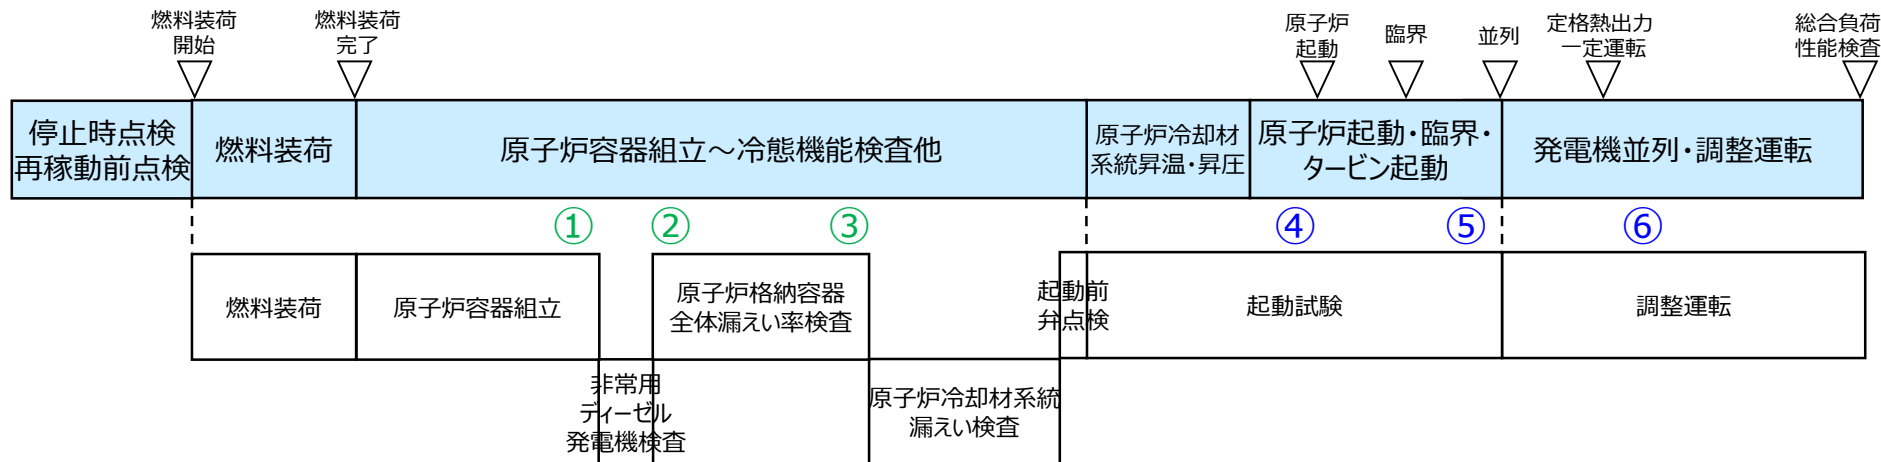 燃料装荷
開始
燃料装荷
完了
原子炉
起動
臨界
並列
定格熱出力
一定運転
総合負荷
性能検査
停止時点検
再稼動前点検
燃料装荷
原子炉容器組立～冷態機能検査他
原子炉冷却材
系統昇温・昇圧
原子炉起動・臨界・
タービン起動
発電機並列・調整運転
①
②
③
④
⑤
⑥
燃料装荷
原子炉容器組立
原子炉格納容器
全体漏えい率検査
起動前
弁点検
起動試験
調整運転
非常用
ディーゼル
発電機検査
原子炉冷却材系統
漏えい検査